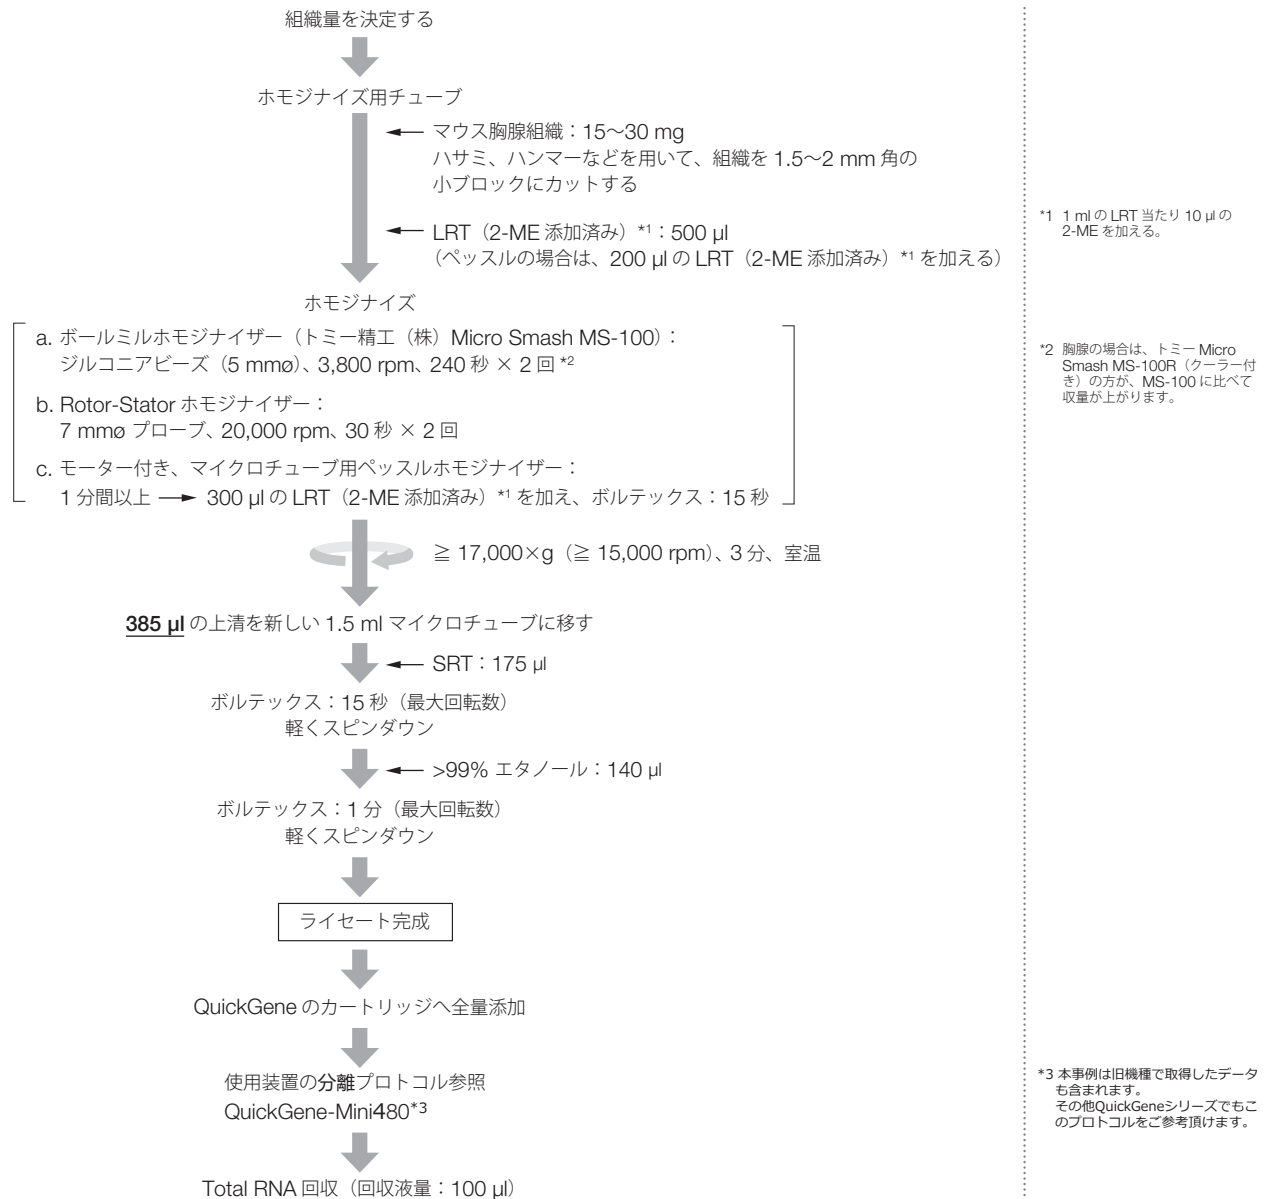 組織量を決定する
ホモジナイズ用チューブ
マウス胸腺組織：15～30 mg
ハサミ、ハンマーなどを用いて、組織を 1.5～2 mm 角の
小ブロックにカットする
LRT（2-ME 添加済み）*1：500 µl
（ペッスルの場合は、200 µl の LRT（2-ME 添加済み）*1 を加える）
ホモジナイズ
a. ボールミルホモジナイザー（トミー精工（株）Micro Smash MS-100）：
ジルコニアビーズ（5 mmø）、3,800 rpm、240 秒 × 2 回 *2
b. Rotor-Stator ホモジナイザー：
7 mmø プローブ、20,000 rpm、30 秒 × 2 回
c. モーター付き、マイクロチューブ用ペッスルホモジナイザー：
1 分間以上 → 300 µl の LRT（2-ME 添加済み）*1 を加え、ボルテックス：15 秒
≧ 17,000×g（≧ 15,000 rpm）、3 分、室温
385 µl の上清を新しい 1.5 ml マイクロチューブに移す
SRT：175 µl
ボルテックス：15 秒（最大回転数）
軽くスピンダウン
>99% エタノール：140 µl
ボルテックス：1 分（最大回転数）
軽くスピンダウン
ライセート完成
QuickGene のカートリッジへ全量添加
使用装置の分離プロトコル参照
QuickGene-Mini480*3
Total RNA 回収（回収液量：100 µl）
*1 1 ml の LRT 当たり 10 µl の
2-ME を加える。
*2 胸腺の場合は、トミー Micro
Smash MS-100R（クーラー付
き）の方が、MS-100 に比べて
収量が上がります。
*3 本事例は旧機種で取得したデータ
も含まれます。
その他QuickGeneシリーズでもこ
のプロトコルをご参考頂けます。